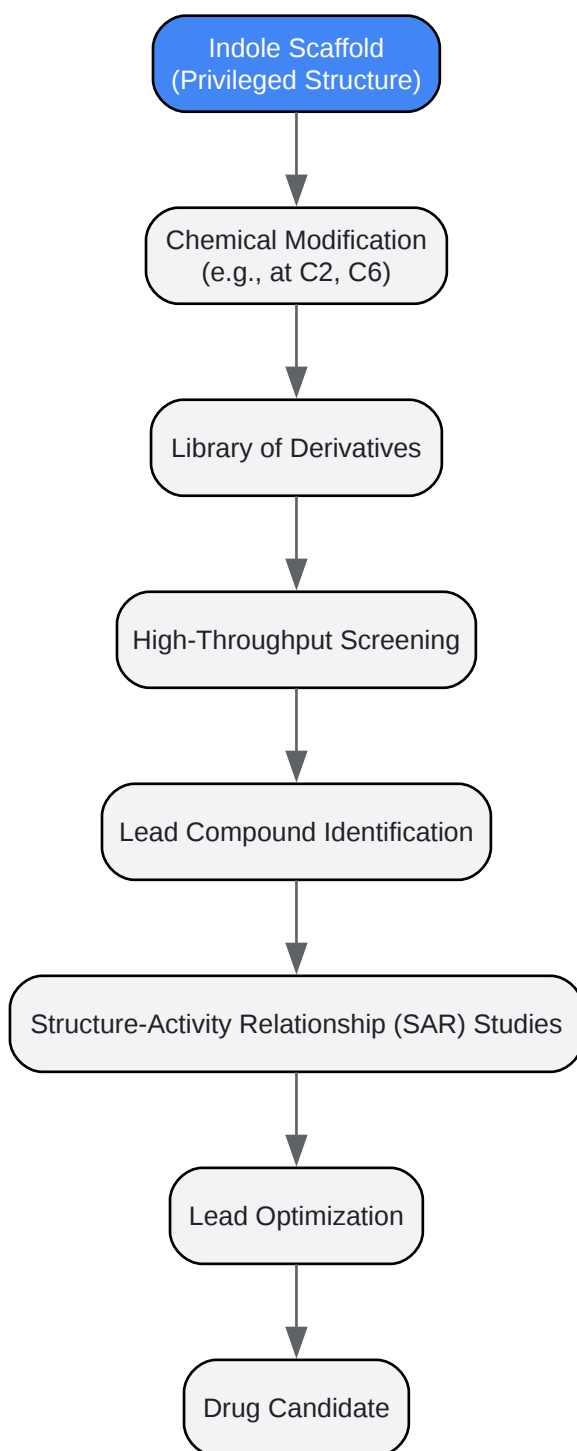 Indole Scaffold
(Privileged Structure)
Chemical Modification
(e.g., at C2, C6)
Library of Derivatives
High-Throughput Screening
Lead Compound Identification
Structure-Activity Relationship (SAR) Studies
Lead Optimization
Drug Candidate